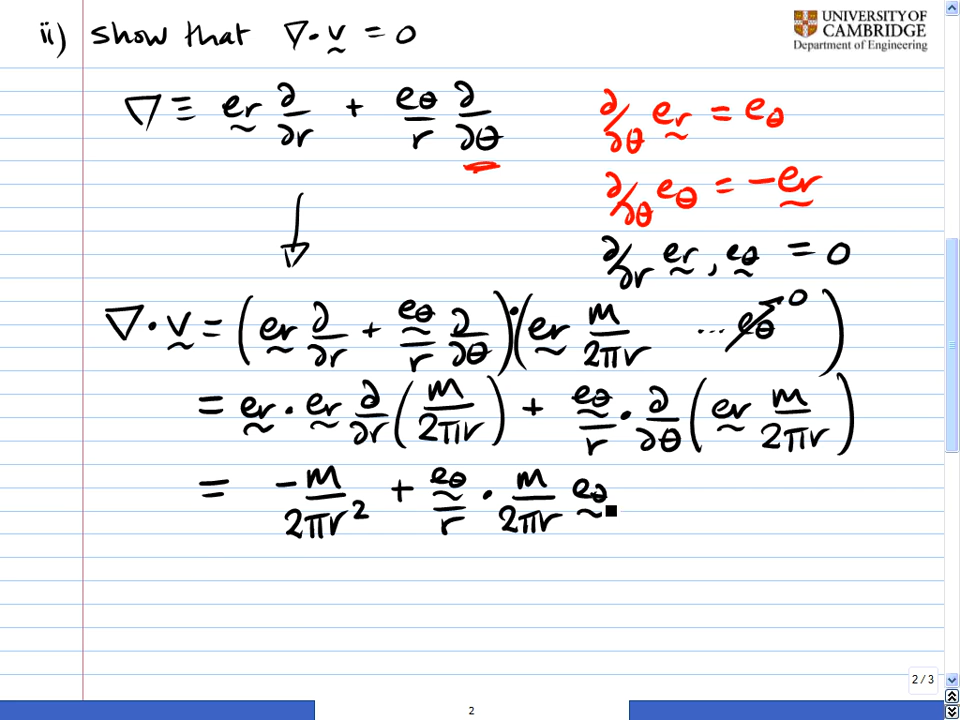 ii) show that ∇·v = 0
UNIVERSITY OF
CAMBRIDGE
Department of Engineering
∇ ≡ er ∂/∂r + eθ/r ∂/∂θ
∂/∂θ er = eθ
∂/∂θ eθ = -er
∂/∂r er, eθ = 0
∇·v = (er ∂/∂r + eθ/r ∂/∂θ)·(er m/2πr ... eθ 0)
= er · er ∂/∂r (m/2πr) + eθ/r · ∂/∂θ (er m/2πr)
= -m/2πr² + eθ/r · m/2πr eθ
2 / 3
2